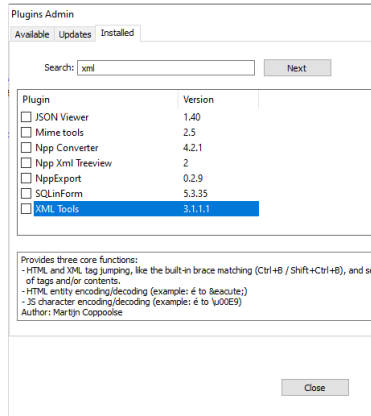 Plugins Admin
Available Updates Installed
Search: xml Next
Plugin Version
JSON Viewer 1.40
Mime tools 2.5
Npp Converter 4.2.1
Npp Xml Treeview 2
NppExport 0.2.9
SQLinForm 5.3.35
XML Tools 3.1.1.1
Provides three core functions:
- HTML and XML tag jumping, like the built-in brace matching (Ctrl+B / Shift+Ctrl+B), and se
of tags and/or contents.
- HTML entity encoding/decoding (example: é to &eacute;)
- JS character encoding/decoding (example: é to \u00E9)
Author: Martijn Coppoolse
Close